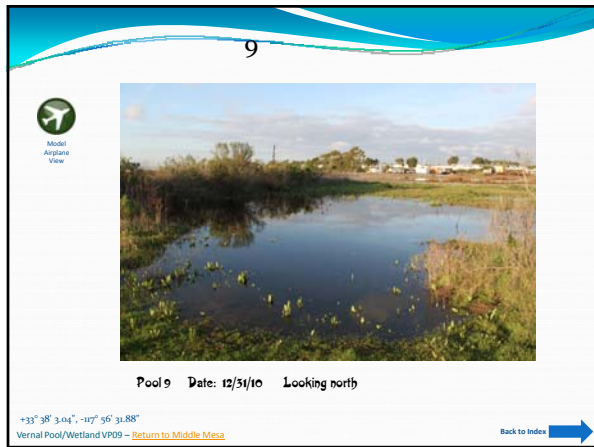 9
Model
Airplane
View
Pool 9 Date: 12/31/10 Looking north
+33° 38' 3.04", -117° 56' 31.88"
Vernal Pool/Wetland VP09 – Return to Middle Mesa
Back to Index